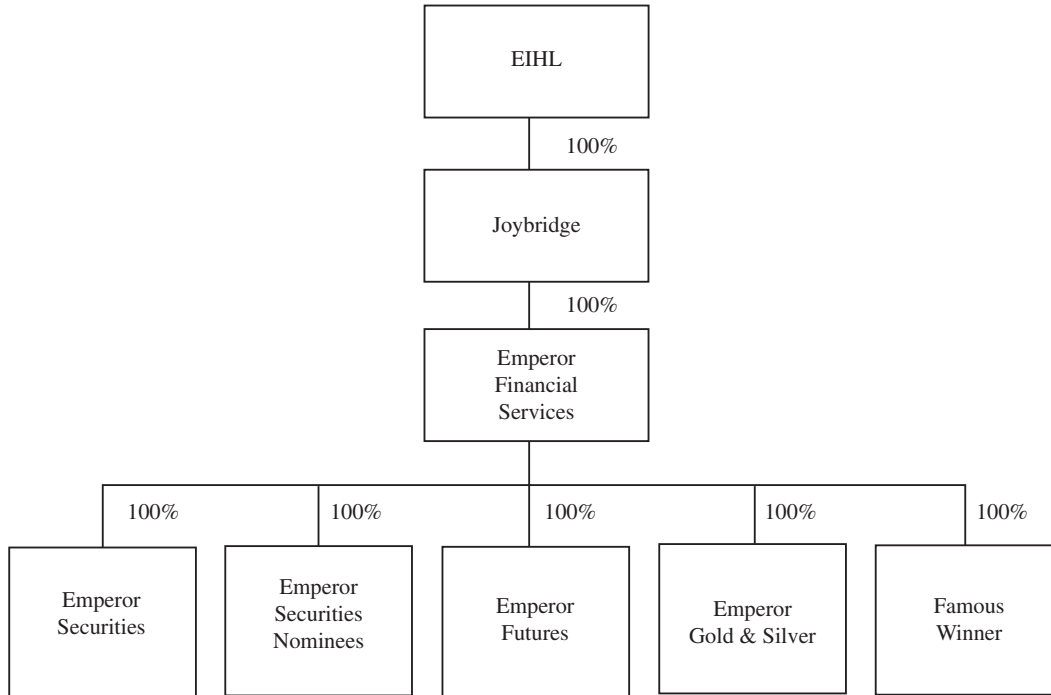 EIHL
100%
Joybridge
100%
Emperor
Financial
Services
100%
100%
100%
100%
100%
Emperor
Securities
Emperor
Securities
Nominees
Emperor
Futures
Emperor
Gold & Silver
Famous
Winner